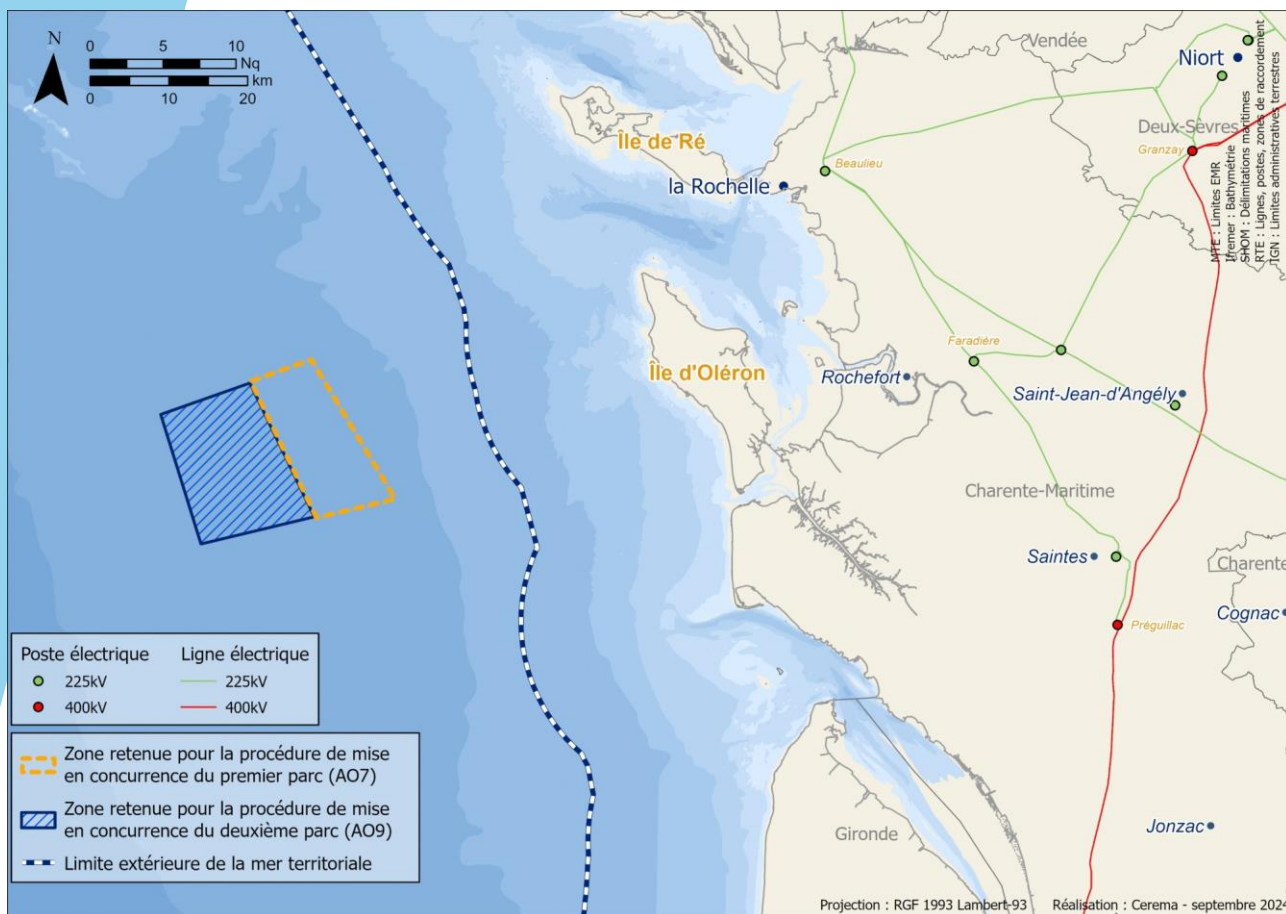 N
0 5 10
Nq
km
0 10 20
Vendée
Niort
Deux-Sèvres
Granzay
Île de Ré
Beaulieu
la Rochelle
MTE : Limites EMR
Ifremer : Bathymétrie
SHOM : Délimitations maritimes
RTE : Lignes, postes, zones de raccordement
IGN : Limites administratives terrestres
Faradière
Île d'Oléron
Rochefort
Saint-Jean-d'Angély
Charente-Maritime
Saintes
Charente
Cognac
Préguillac
Poste électrique Ligne électrique
225kV 225kV
400kV 400kV
Zone retenue pour la procédure de mise
en concurrence du premier parc (AO7)
Zone retenue pour la procédure de mise
en concurrence du deuxième parc (AO9)
Limite extérieure de la mer territoriale
Gironde
Jonzac
Projection : RGF 1993 Lambert-93 Réalisation : Cerema - septembre 2024